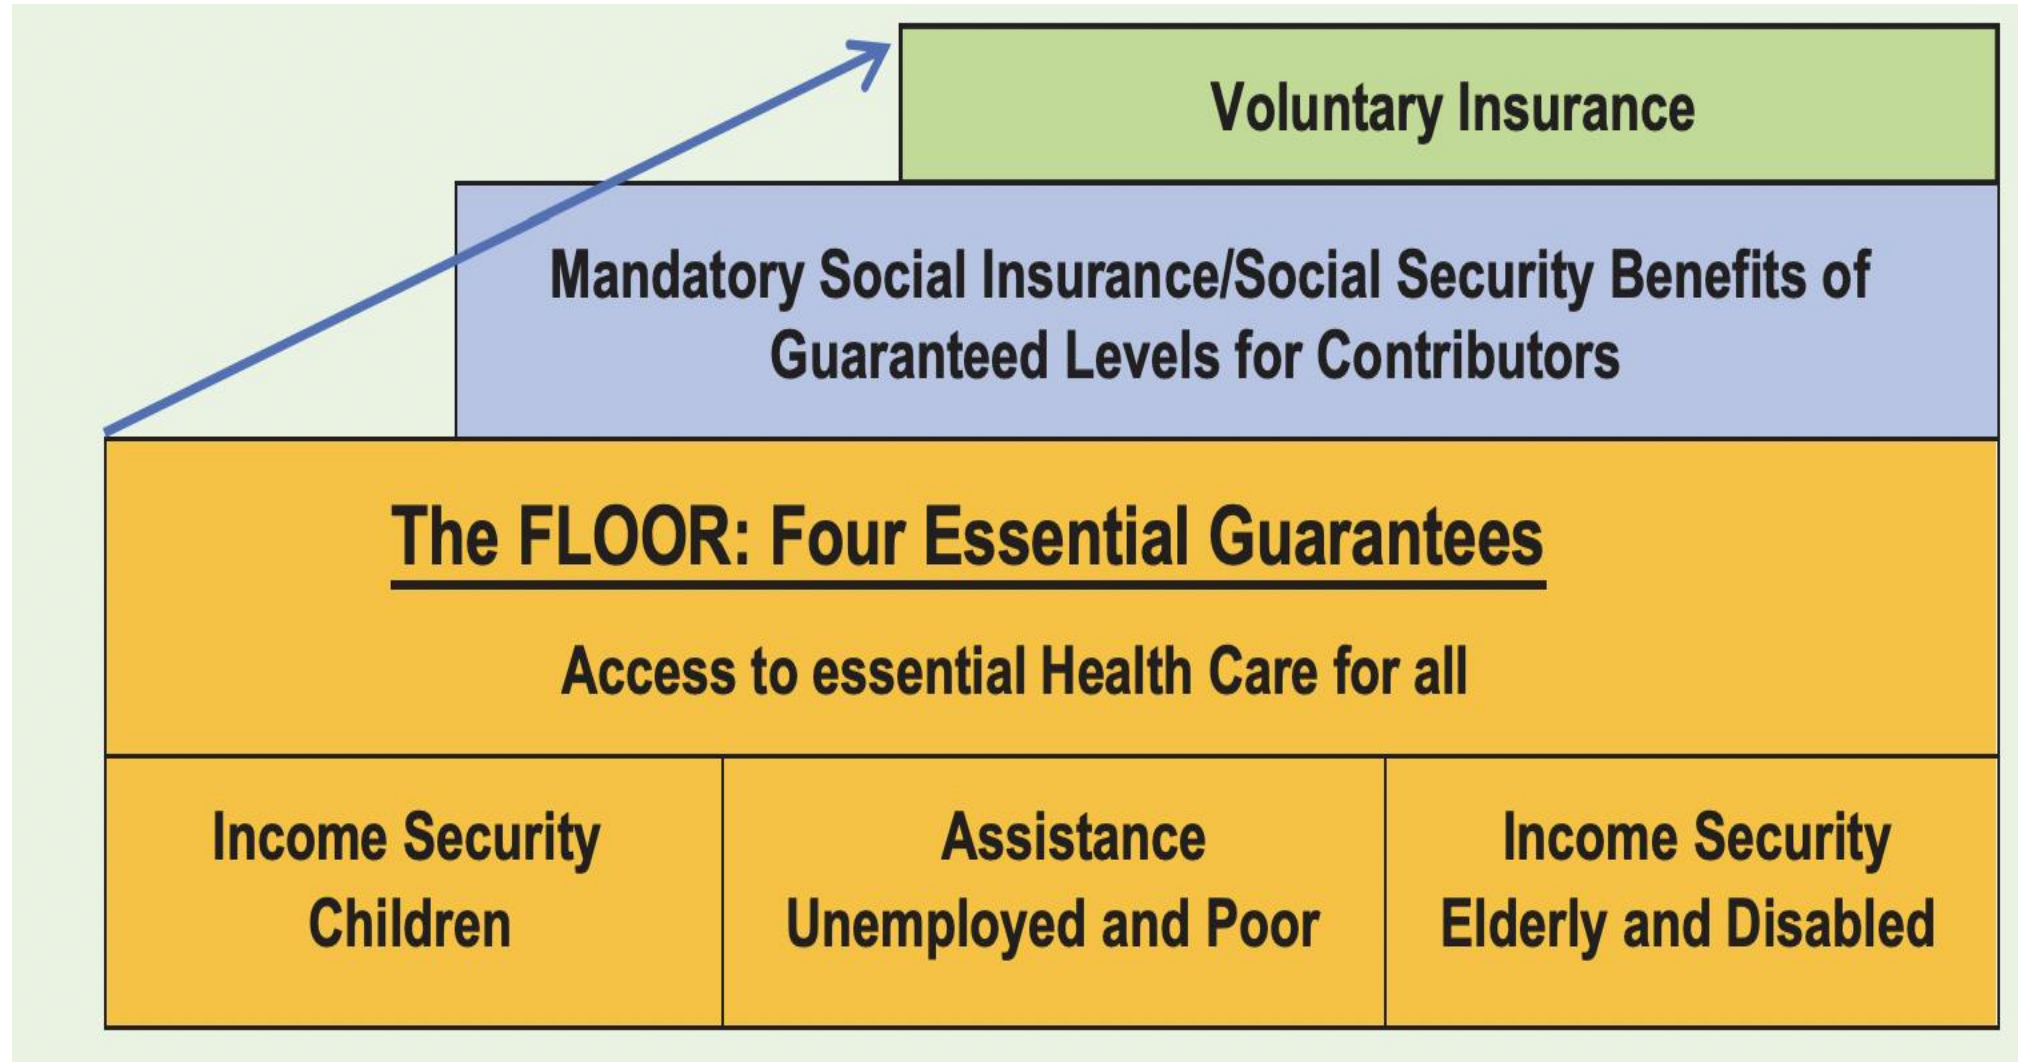 Voluntary Insurance
Mandatory Social Insurance/Social Security Benefits of
Guaranteed Levels for Contributors
The FLOOR: Four Essential Guarantees
Access to essential Health Care for all
Income Security
Children
Assistance
Unemployed and Poor
Income Security
Elderly and Disabled